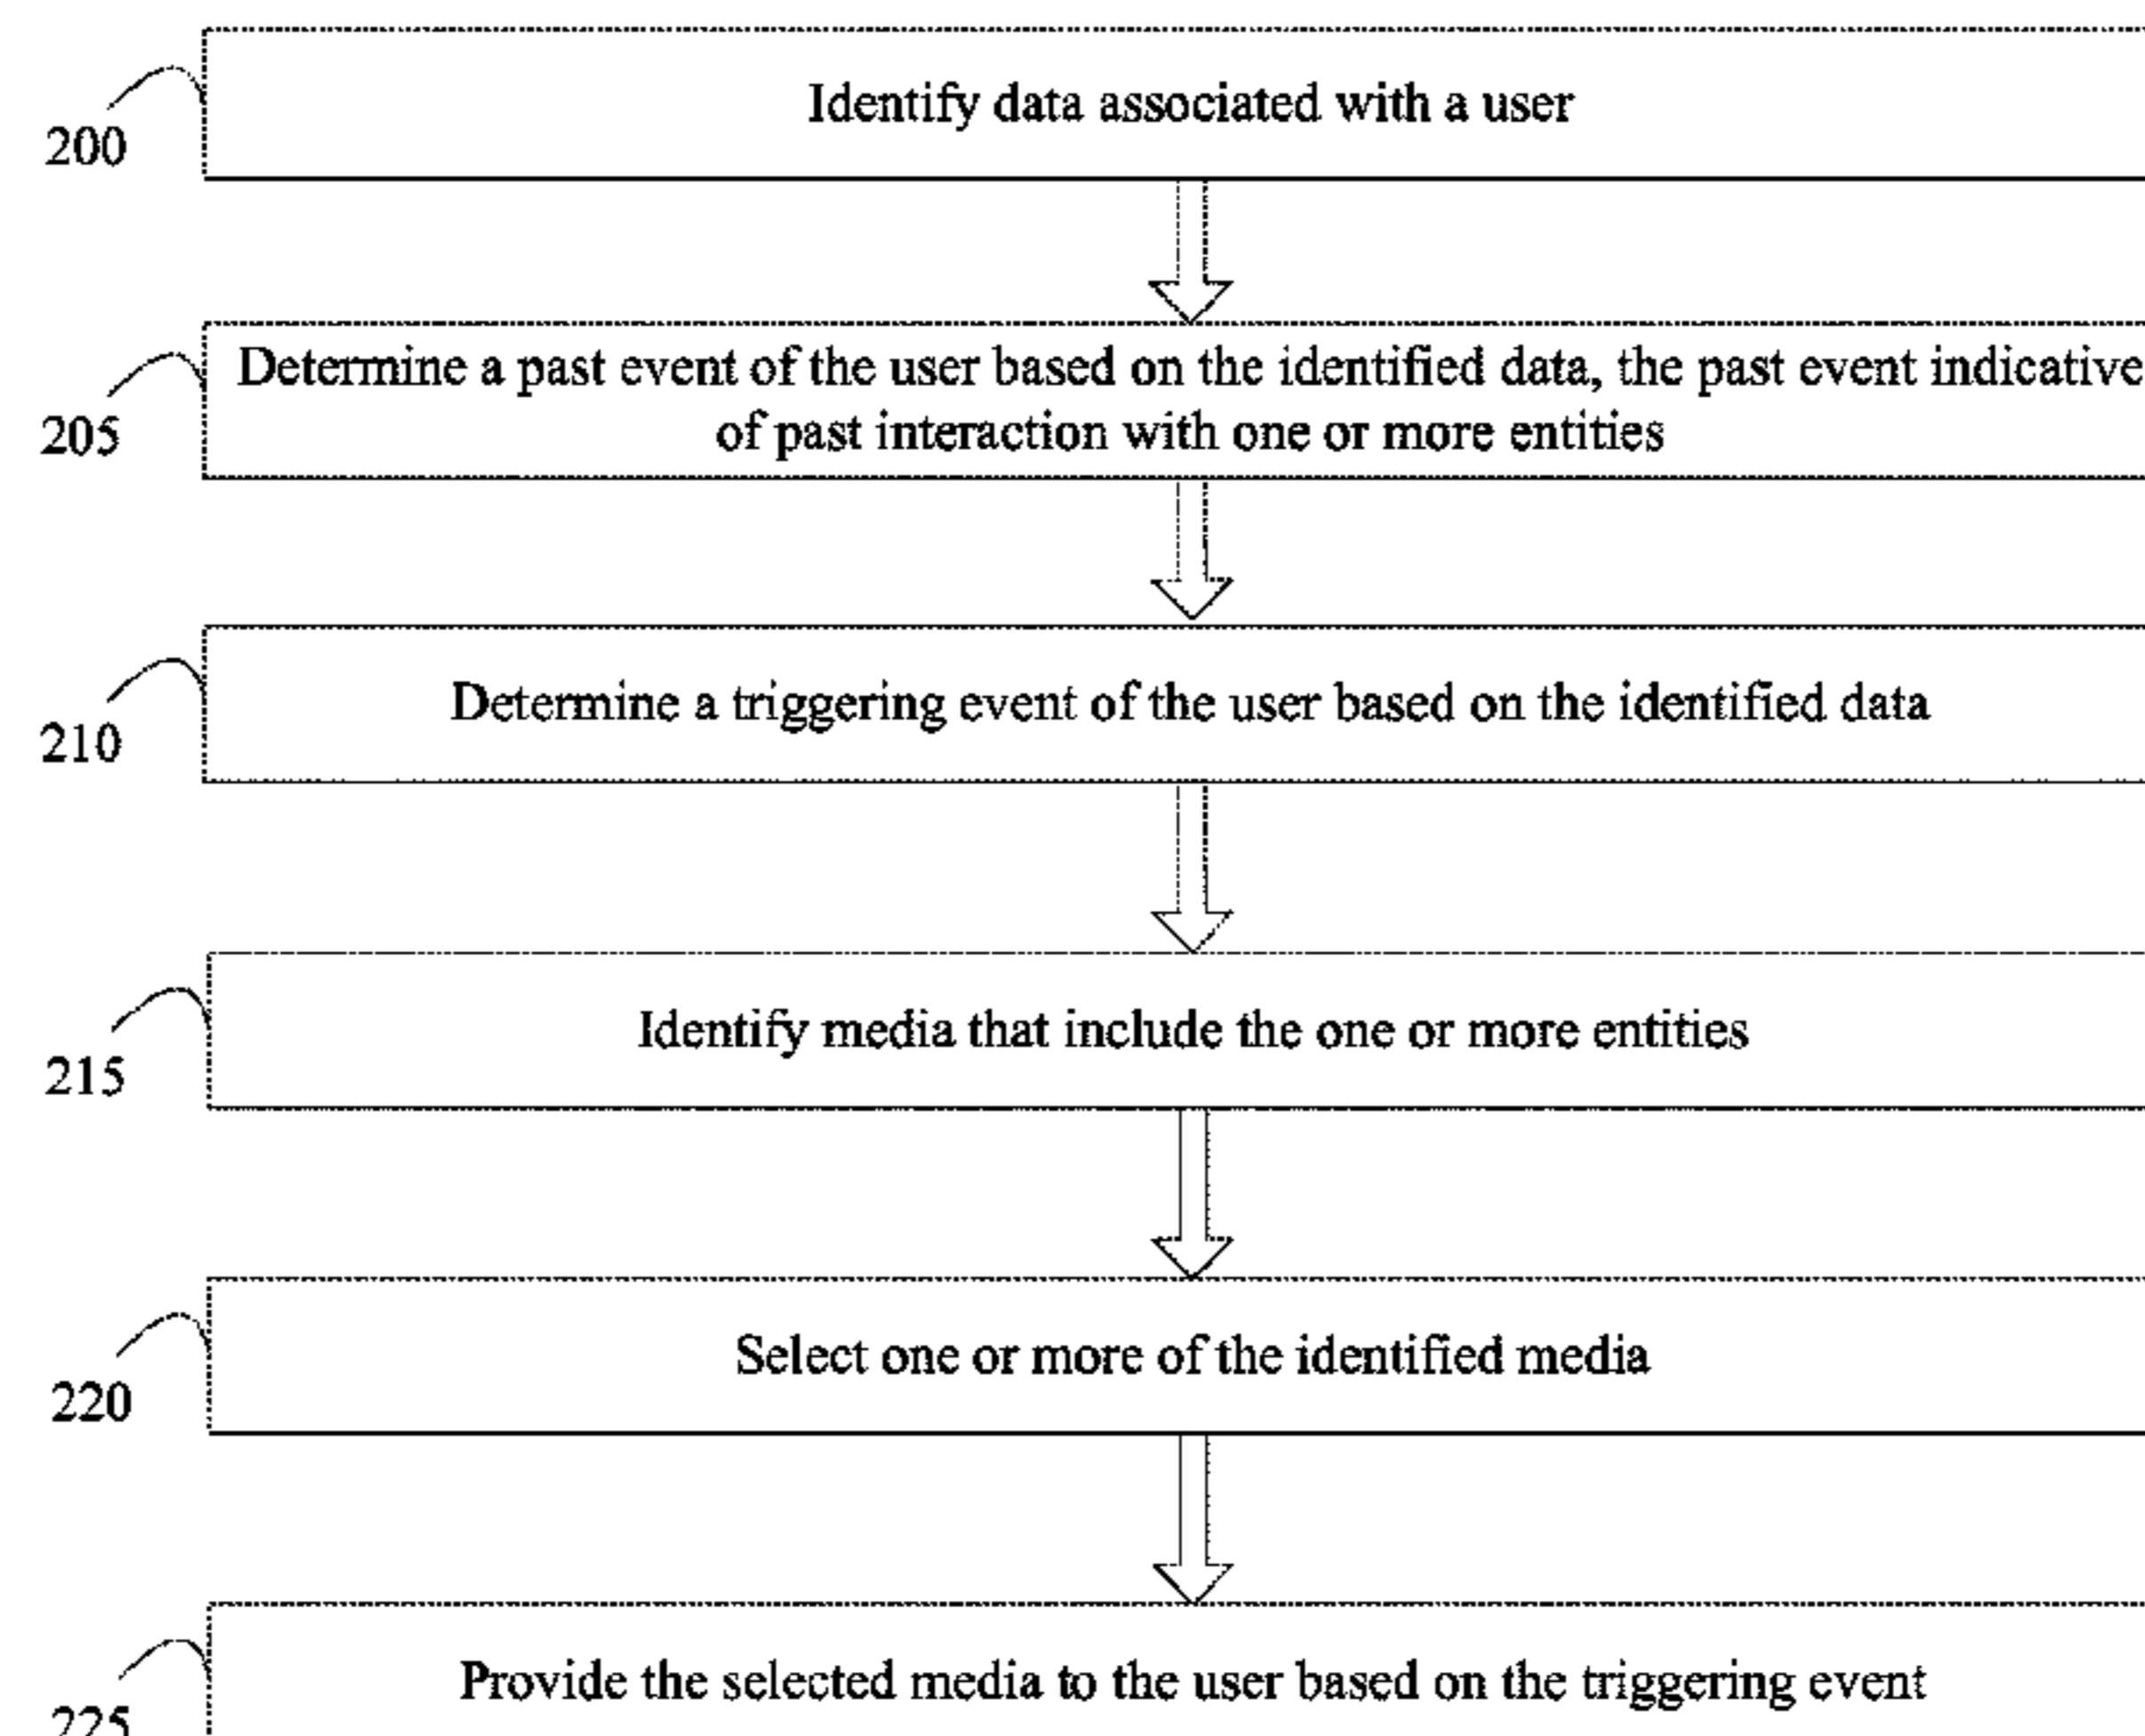 Identify data associated with a user
200
Determine a past event of the user based on the identified data, the past event indicative
of past interaction with one or more entities
205
Determine a triggering event of the user based on the identified data
210
Identify media that include the one or more entities
215
Select one or more of the identified media
220
Provide the selected media to the user based on the triggering event
225